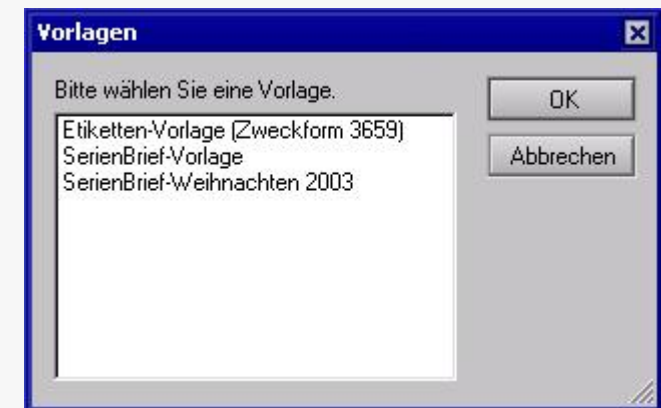 Vorlagen
Bitte wählen Sie eine Vorlage.
OK
Etiketten-Vorlage (Zweckform 3659)
SerienBrief-Vorlage
Abbrechen
SerienBrief-Weihnachten 2003